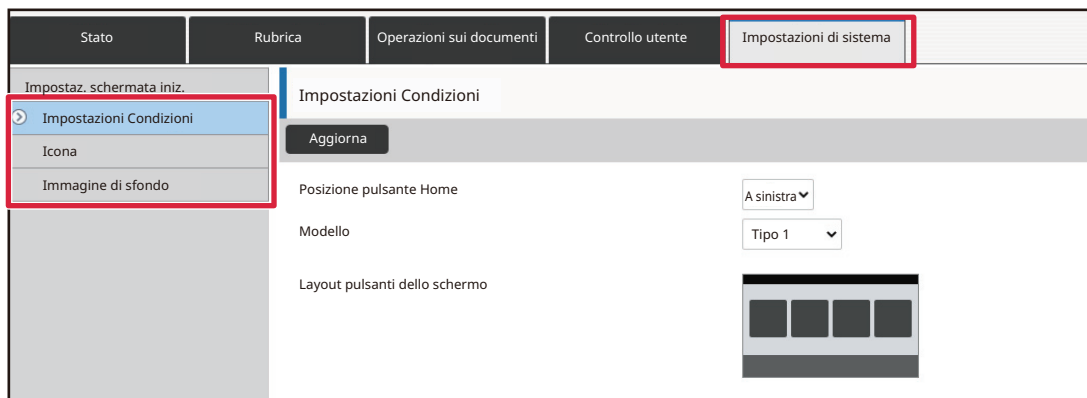 Stato
Rubrica
Operazioni sui documenti
Controllo utente
Impostazioni di sistema
Impostaz. schermata iniz.
Impostazioni Condizioni
Icona
Immagine di sfondo
Impostazioni Condizioni
Aggiorna
Posizione pulsante Home
A sinistra
Modello
Tipo 1
Layout pulsanti dello schermo